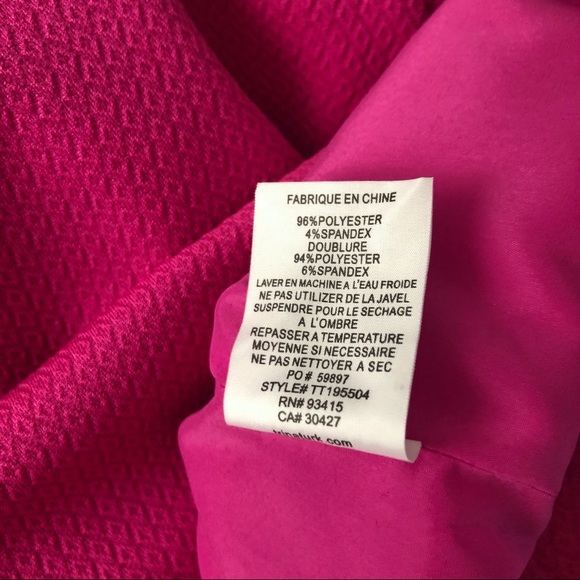 FABRIQUE EN CHINE
96%POLYESTER
4%SPANDEX
DOUBLURE
94%POLYESTER
6%SPANDEX
LAVER EN MACHINE A L'EAU FROIDE
NE PAS UTILIZER DE LA JAVEL
SUSPENDRE POUR LE SECHAGE
A L'OMBRE
REPASSER A TEMPERATURE
MOYENNE SI NECESSAIRE
NE PAS NETTOYER A SEC
PO# 59897
STYLE# TT195504
RN# 93415
CA# 30427
trinaturk.com